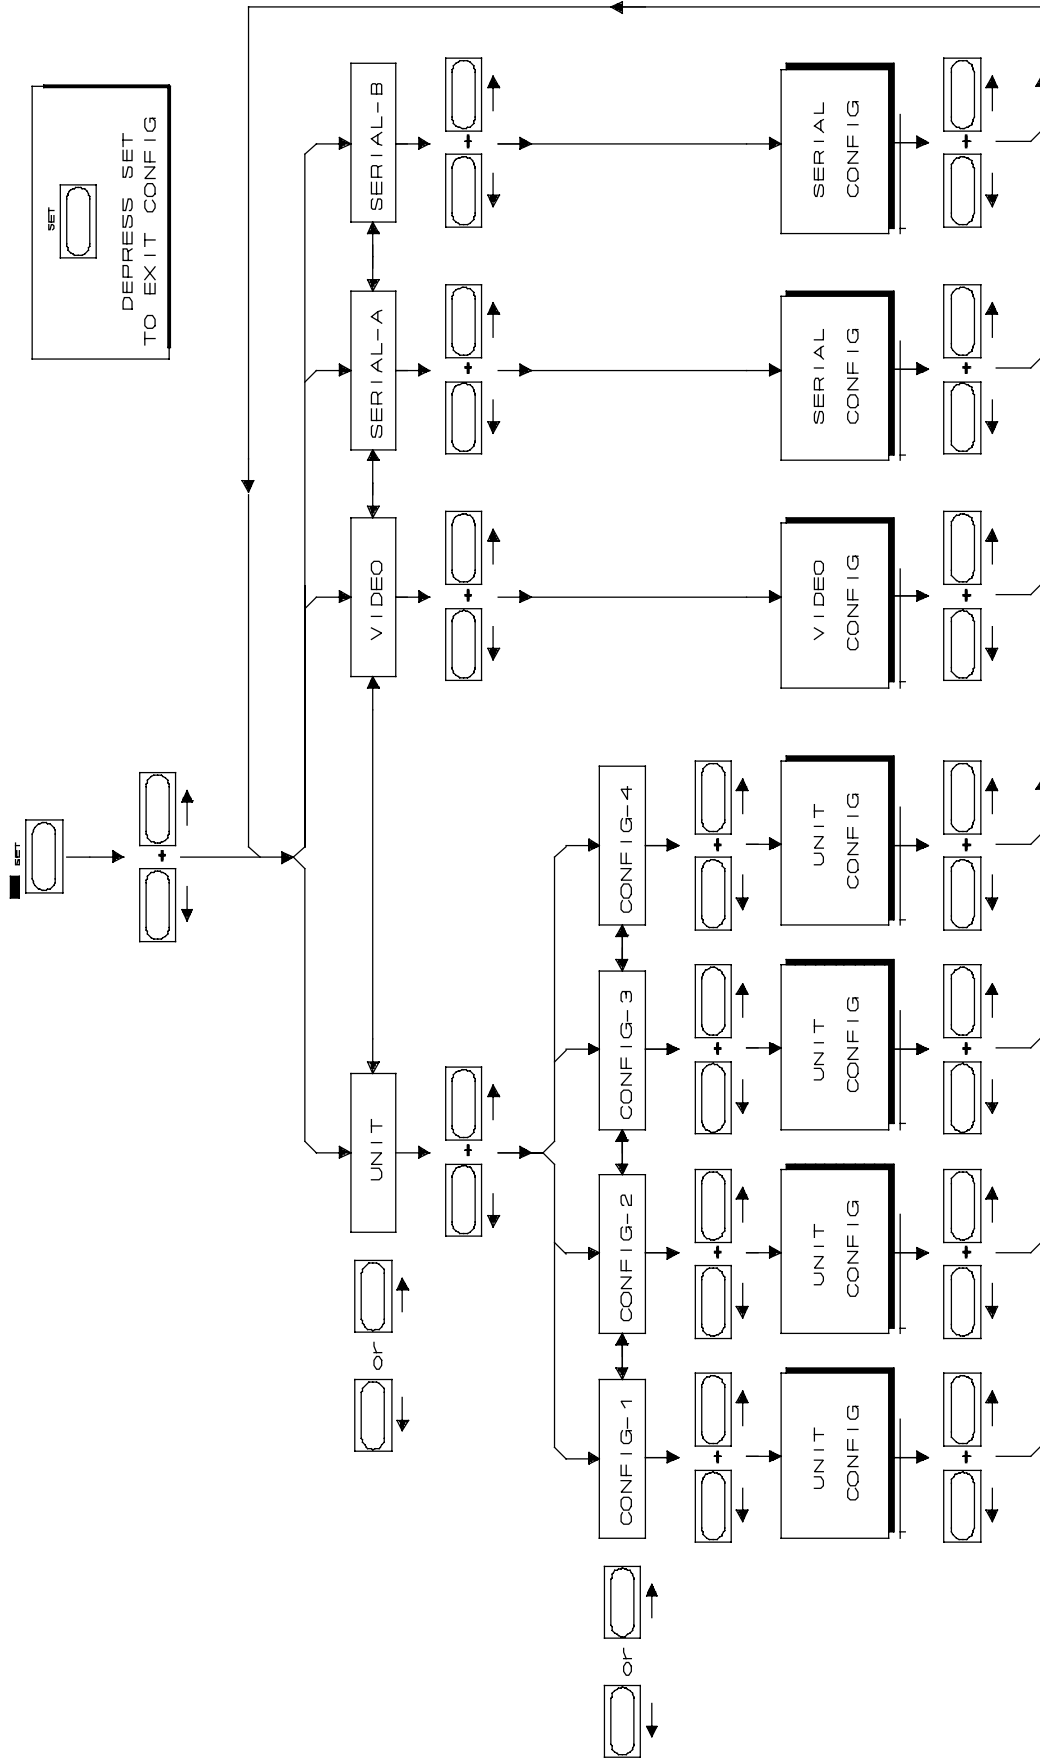 SET
DEPRESS SET
TO EXIT CONFIG
SET
+
UNIT
VIDEO
SERIAL-A
SERIAL-B
or
+
+
+
+
CONFIG-1
CONFIG-2
CONFIG-3
CONFIG-4
or
+
+
+
+
UNIT
CONFIG
UNIT
CONFIG
UNIT
CONFIG
UNIT
CONFIG
VIDEO
CONFIG
SERIAL
CONFIG
SERIAL
CONFIG
+
+
+
+
+
+
+